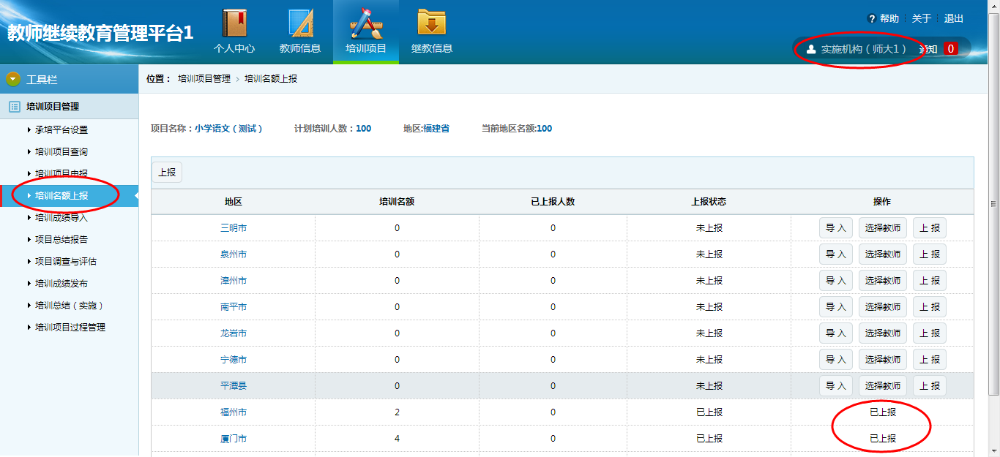 教师继续教育管理平台1
个人中心 教师信息 培训项目 继教信息
帮助 关于 退出
实施机构（师大1） 通知 0
工具栏
培训项目管理
承培平台设置
培训项目查询
培训项目申报
培训名额上报
培训成绩导入
项目总结报告
项目调查与评估
培训成绩发布
培训总结（实施）
培训项目过程管理
位置： 培训项目管理 › 培训名额上报
项目名称：小学语文（测试） 计划培训人数：100 地区:福建省 当前地区名额:100
上报
地区 培训名额 已上报人数 上报状态 操作
三明市 0 0 未上报 导 入 选择教师 上 报
泉州市 0 0 未上报 导 入 选择教师 上 报
漳州市 0 0 未上报 导 入 选择教师 上 报
南平市 0 0 未上报 导 入 选择教师 上 报
龙岩市 0 0 未上报 导 入 选择教师 上 报
宁德市 0 0 未上报 导 入 选择教师 上 报
平潭县 0 0 未上报 导 入 选择教师 上 报
福州市 2 0 已上报 已上报
厦门市 4 0 已上报 已上报